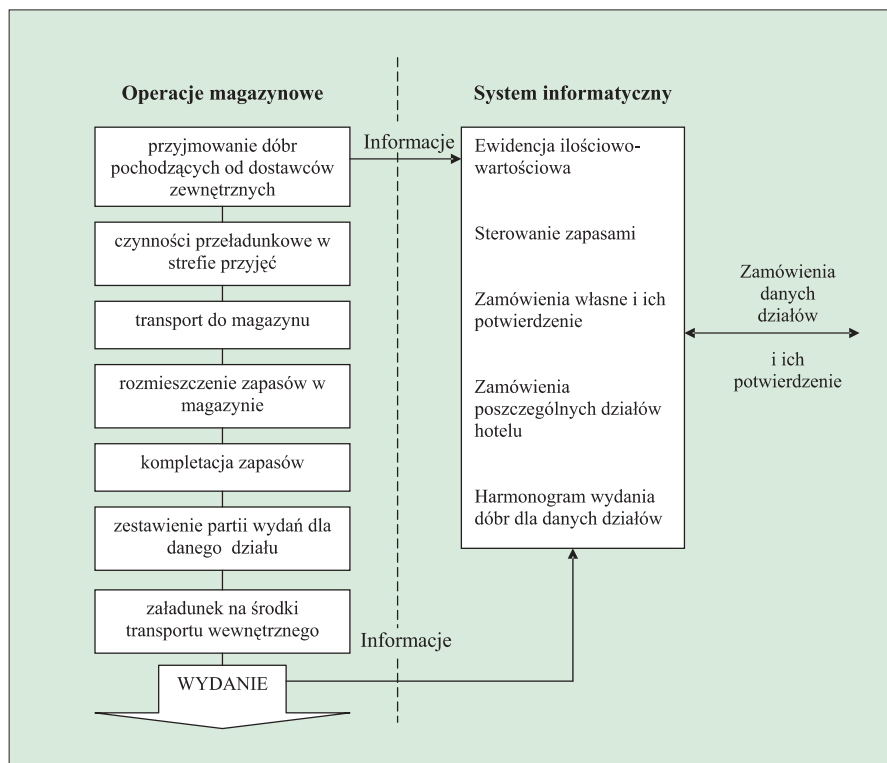 Operacje magazynowe
przyjmowanie dóbr
pochodzących od dostawców
zewnętrznych
czynności przeładunkowe w
strefie przyjęć
transport do magazynu
rozmieszczenie zapasów w
magazynie
kompletacja zapasów
zestawienie partii wydań dla
danego działu
załadunek na środki
transportu wewnętrznego
WYDANIE
Informacje
Informacje
System informatyczny
Ewidencja ilościowo-
wartościowa
Sterowanie zapasami
Zamówienia własne i ich
potwierdzenie
Zamówienia
poszczególnych działów
hotelu
Harmonogram wydania
dóbr dla danych działów
Zamówienia
danych
działów
i ich
potwierdzenie